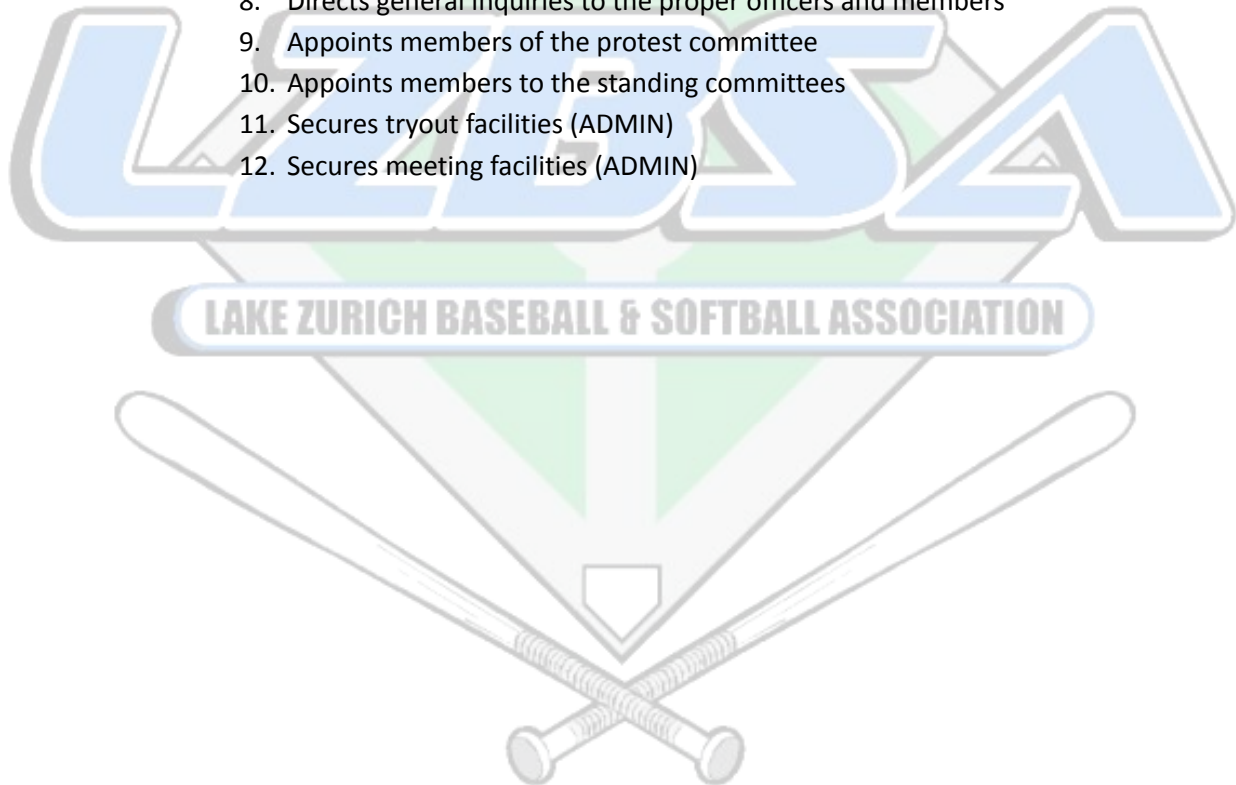 8. Directs general inquiries to the proper officers and members
9. Appoints members of the protest committee
10. Appoints members to the standing committees
11. Secures tryout facilities (ADMIN)
12. Secures meeting facilities (ADMIN)
LZBSA
LAKE ZURICH BASEBALL & SOFTBALL ASSOCIATION